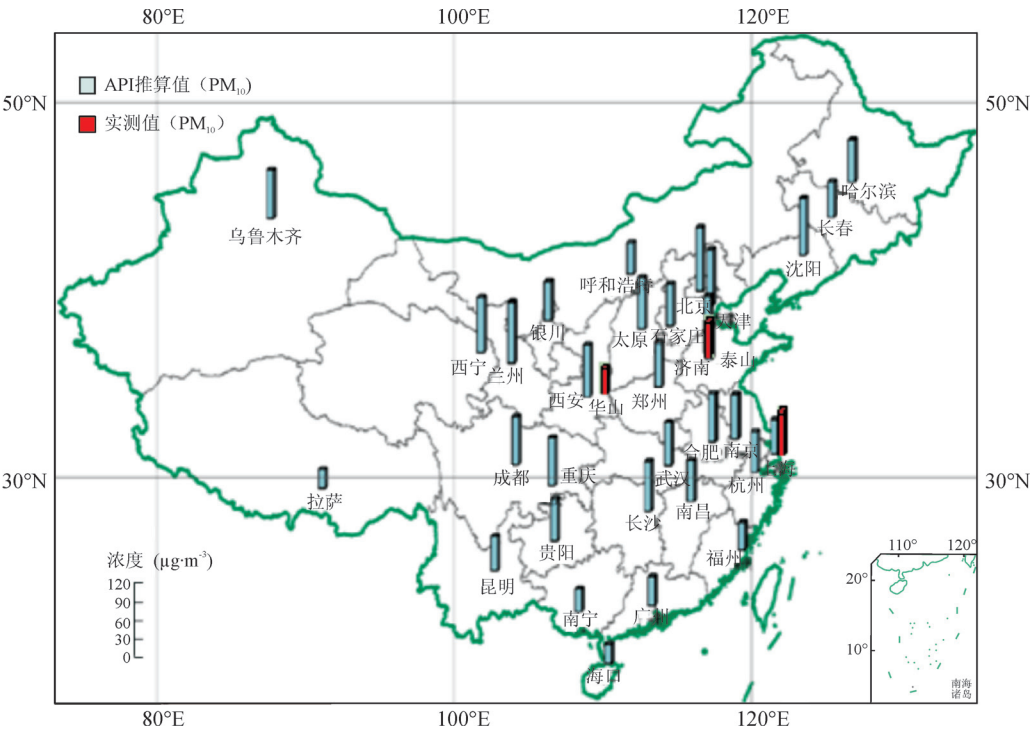 80°E 100°E 120°E
50°N 50°N
API推算值（PM10)
实测值（PM10）
哈尔滨
长春
乌鲁木齐
沈阳
呼和浩特
北京
天津
银川
太原 石家庄
泰山
西宁
兰州
济南
西安
华山
郑州
合肥 南京
成都
重庆
武汉
杭州
上海
30°N 30°N
拉萨
南昌
长沙
贵阳
福州
浓度 (μg·m-3)
昆明
120
90
60
30
0
南宁
广州
海口
110° 120°
20°
10°
南海
诸岛
80°E 100°E 120°E